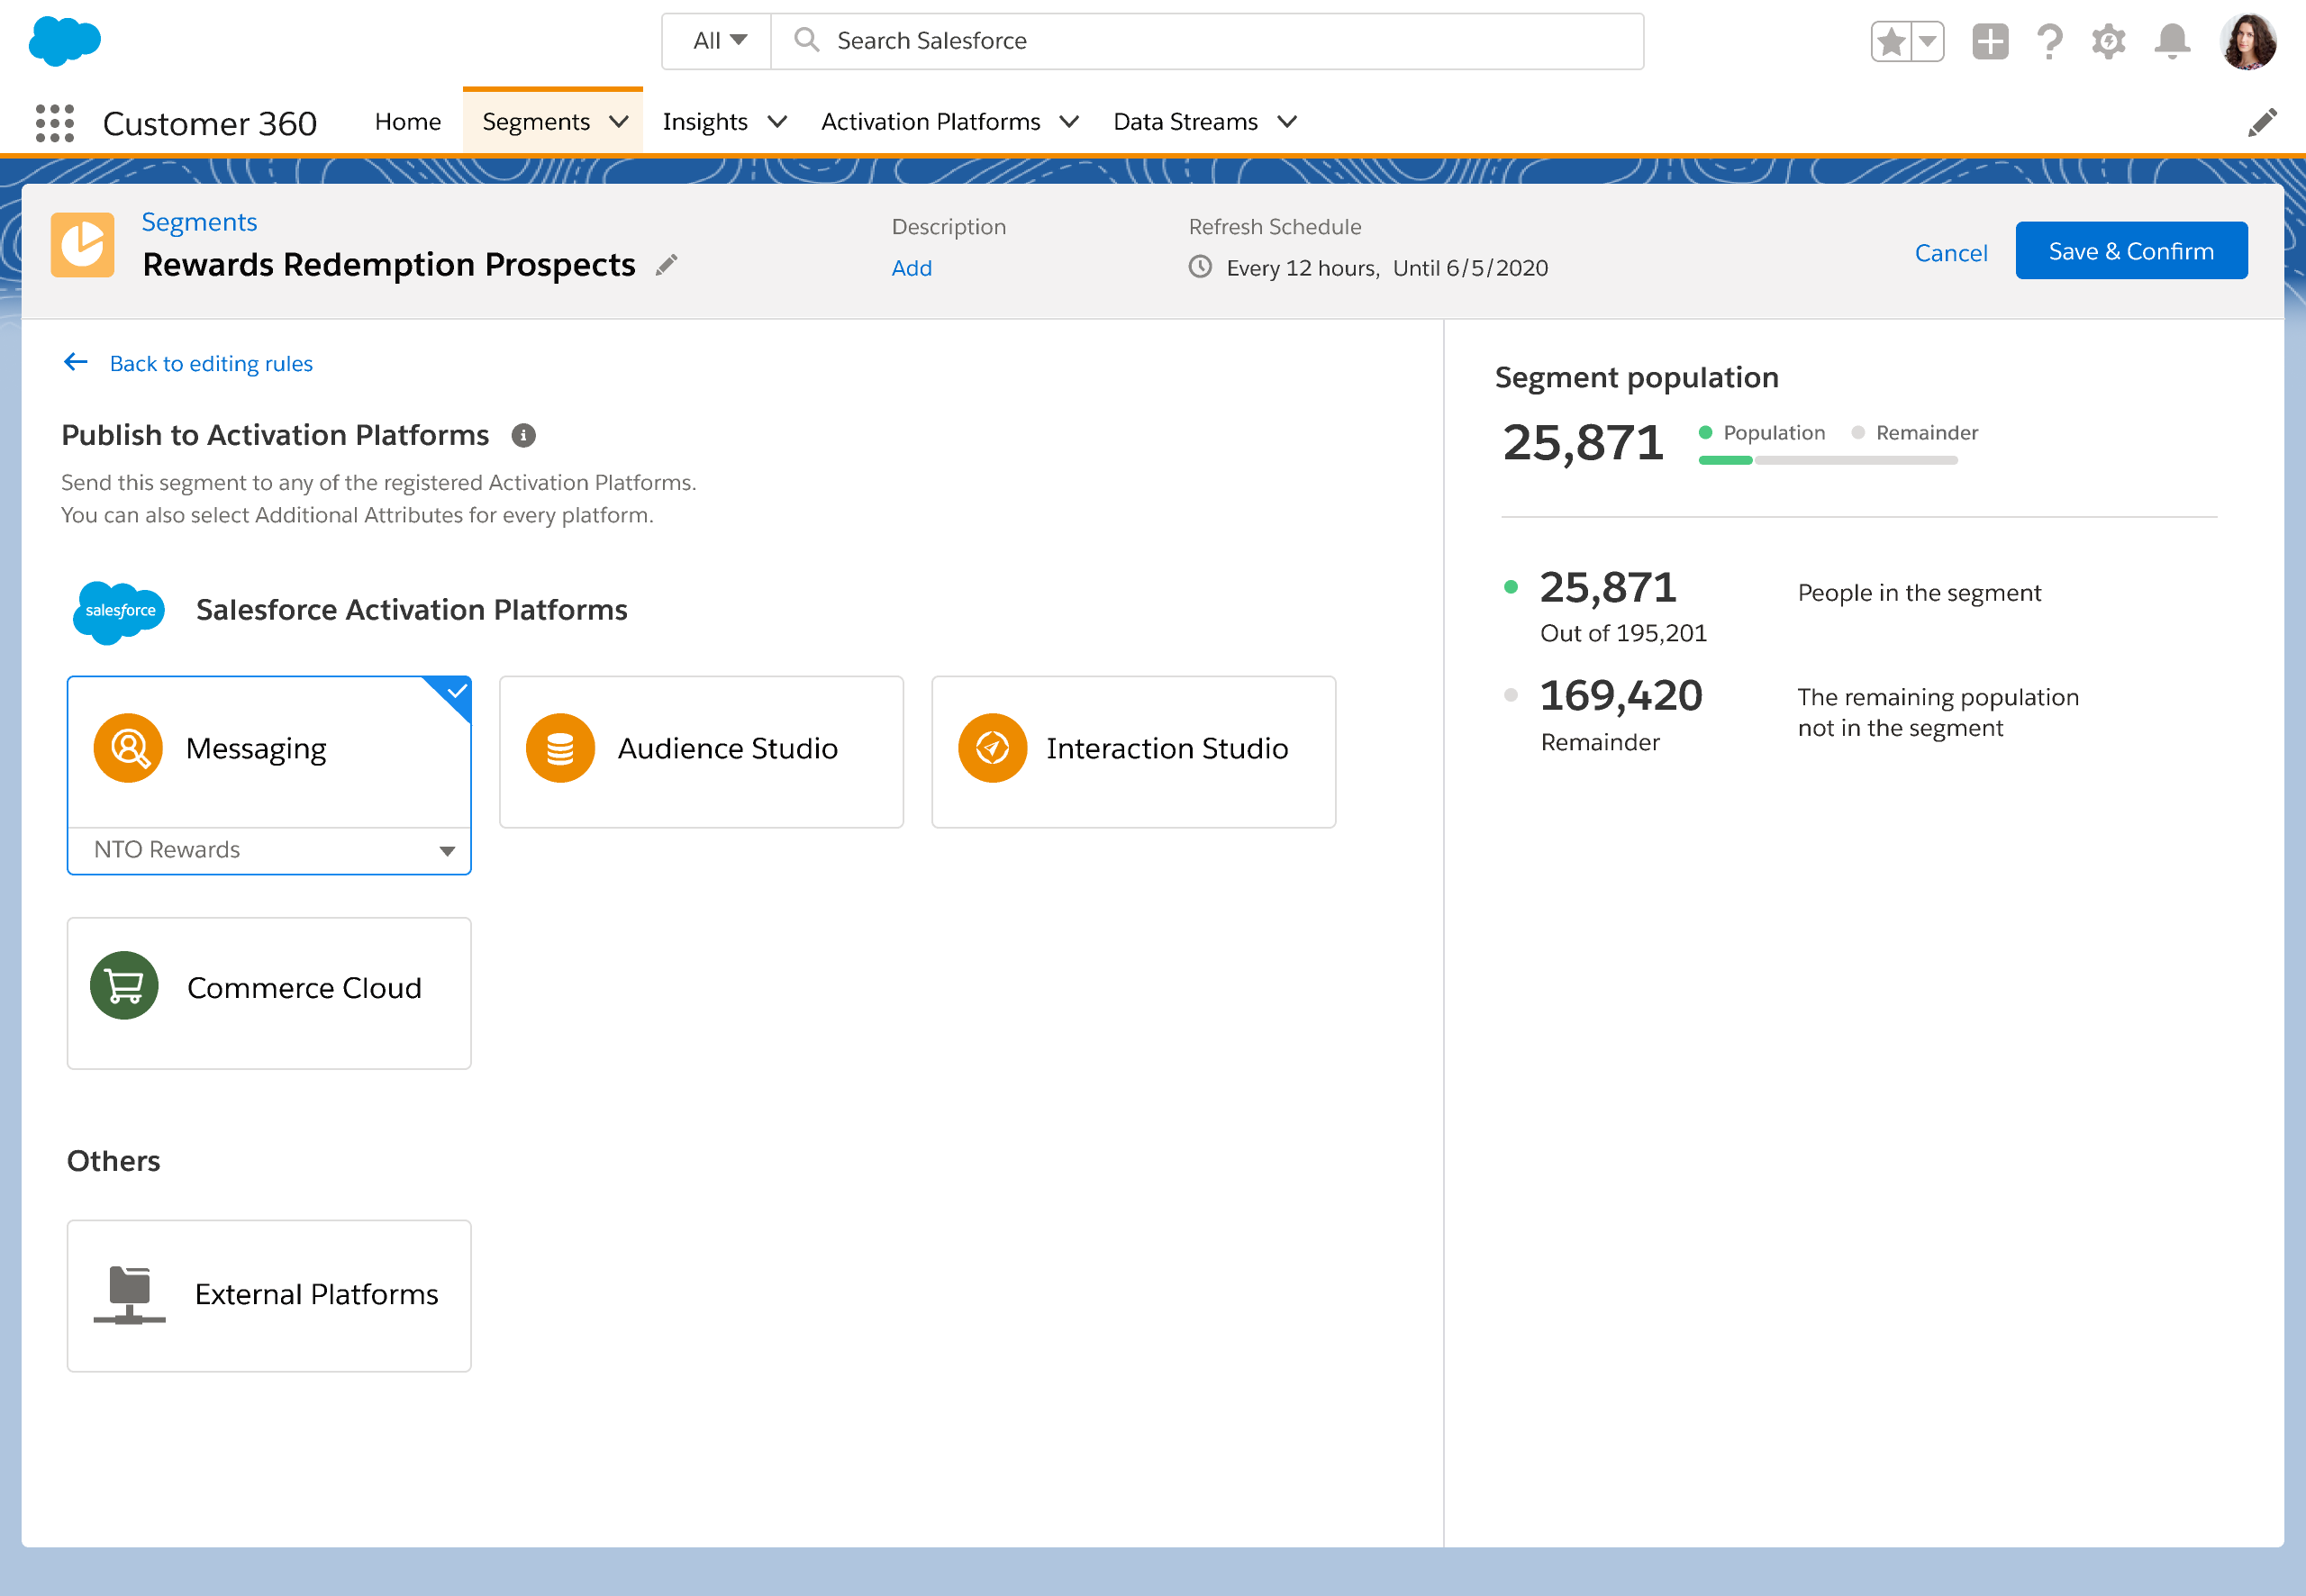 All
Search Salesforce
Customer 360
Home
Segments
Insights
Activation Platforms
Data Streams
Segments
Rewards Redemption Prospects
Description
Add
Refresh Schedule
Every 12 hours, Until 6/5/2020
Cancel
Save & Confirm
Back to editing rules
Publish to Activation Platforms
Send this segment to any of the registered Activation Platforms.
You can also select Additional Attributes for every platform.
salesforce
Salesforce Activation Platforms
Messaging
NTO Rewards
Audience Studio
Interaction Studio
Commerce Cloud
Others
External Platforms
Segment population
25,871
Population
Remainder
25,871
Out of 195,201
People in the segment
169,420
Remainder
The remaining population
not in the segment